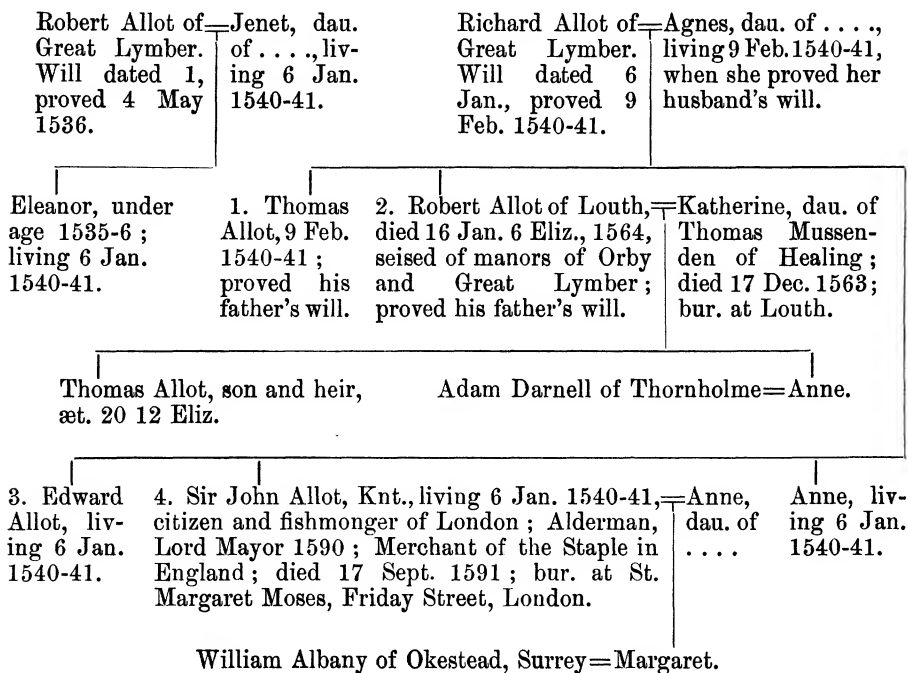 Robert Allot of
Great Lymber.
Will dated 1,
proved 4 May
1536.
=Jenet, dau.
of . . . ., liv-
ing 6 Jan.
1540-41.
Richard Allot of
Great Lymber.
Will dated 6
Jan., proved 9
Feb. 1540-41.
=Agnes, dau. of . . . .,
living 9 Feb. 1540-41,
when she proved her
husband's will.
Eleanor, under
age 1535-6 ;
living 6 Jan.
1540-41.
1. Thomas
Allot, 9 Feb.
1540-41 ;
proved his
father's will.
2. Robert Allot of Louth,
died 16 Jan. 6 Eliz., 1564,
seised of manors of Orby
and Great Lymber ;
proved his father's will.
=Katherine, dau. of
Thomas Mussen-
den of Healing ;
died 17 Dec. 1563 ;
bur. at Louth.
Thomas Allot, son and heir,
æt. 20 12 Eliz.
Adam Darnell of Thornholme=Anne.
3. Edward
Allot, liv-
ing 6 Jan.
1540-41.
4. Sir John Allot, Knt., living 6 Jan. 1540-41,
citizen and fishmonger of London ; Alderman,
Lord Mayor 1590 ; Merchant of the Staple in
England ; died 17 Sept. 1591 ; bur. at St.
Margaret Moses, Friday Street, London.
=Anne,
dau. of
. . . .
Anne, liv-
ing 6 Jan.
1540-41.
William Albany of Okestead, Surrey=Margaret.